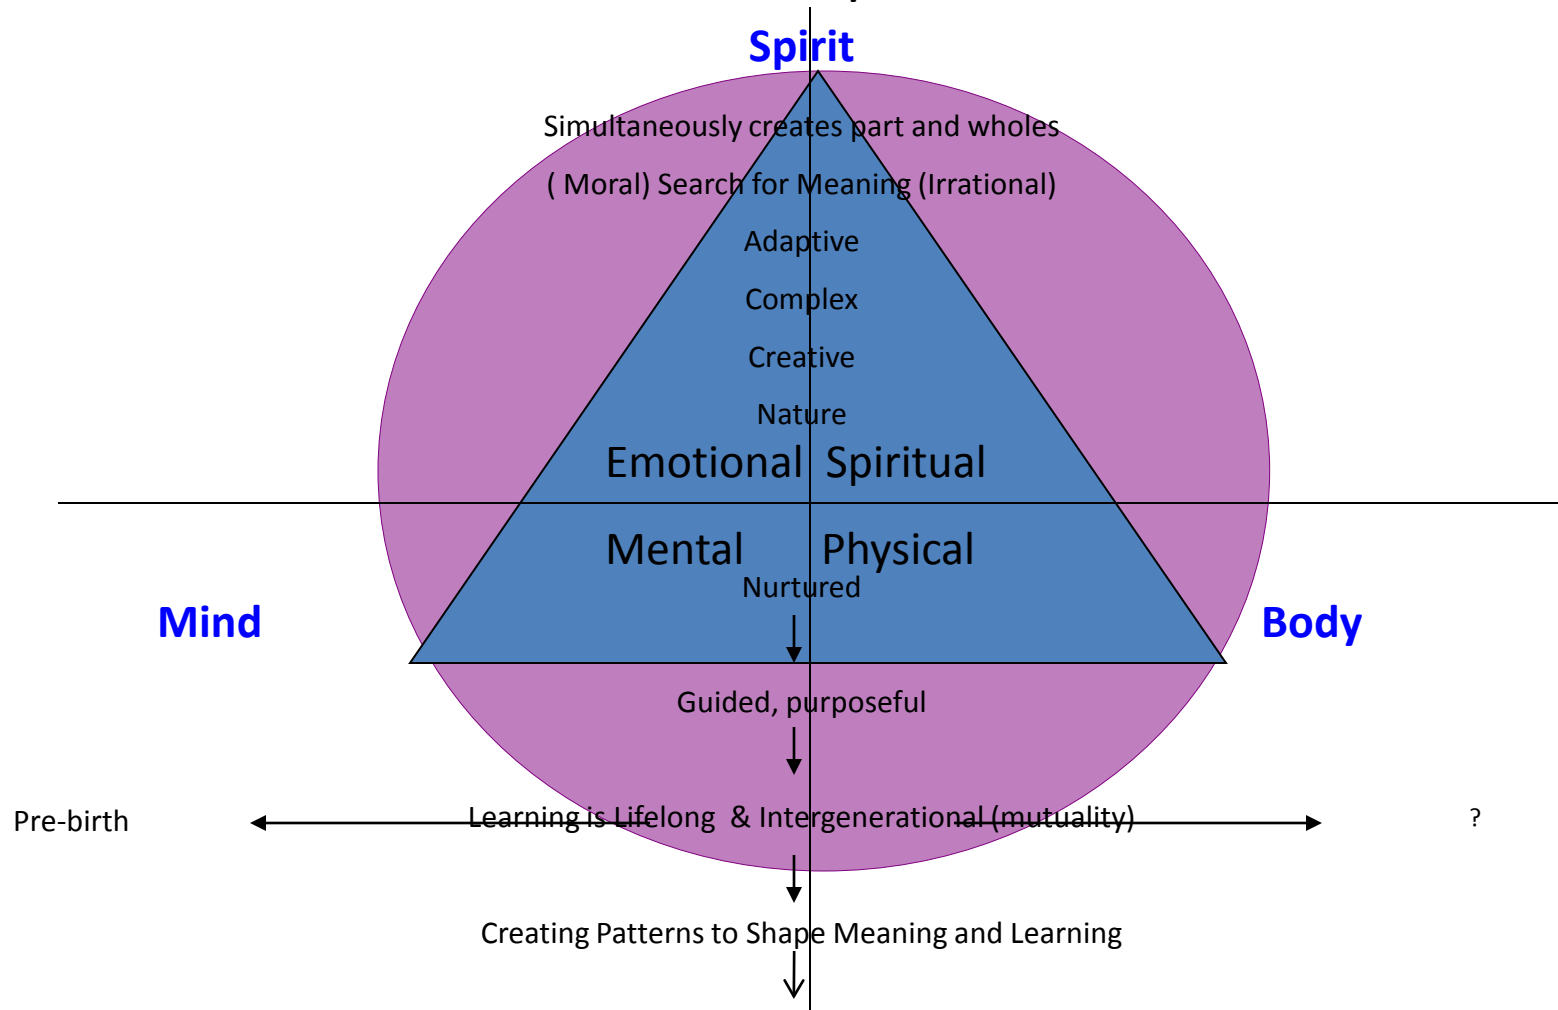 Spirit
Simultaneously creates part and wholes
( Moral) Search for Meaning (Irrational)
Adaptive
Complex
Creative
Nature
Emotional Spiritual
Mental Physical
Nurtured
Mind
Body
Guided, purposeful
Pre-birth
Learning is Lifelong & Intergenerational (mutuality)
?
Creating Patterns to Shape Meaning and Learning